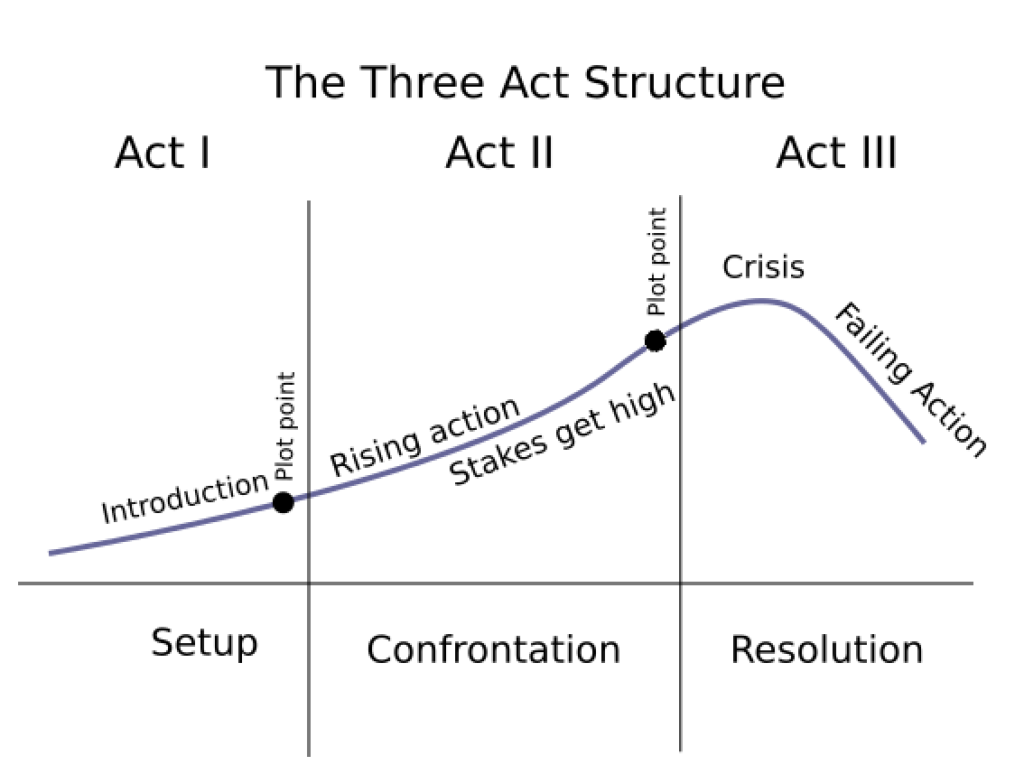 The Three Act Structure
Act I
Act II
Act III
Introduction
Plot point
Rising action
Stakes get high
Plot point
Crisis
Failing Action
Setup
Confrontation
Resolution